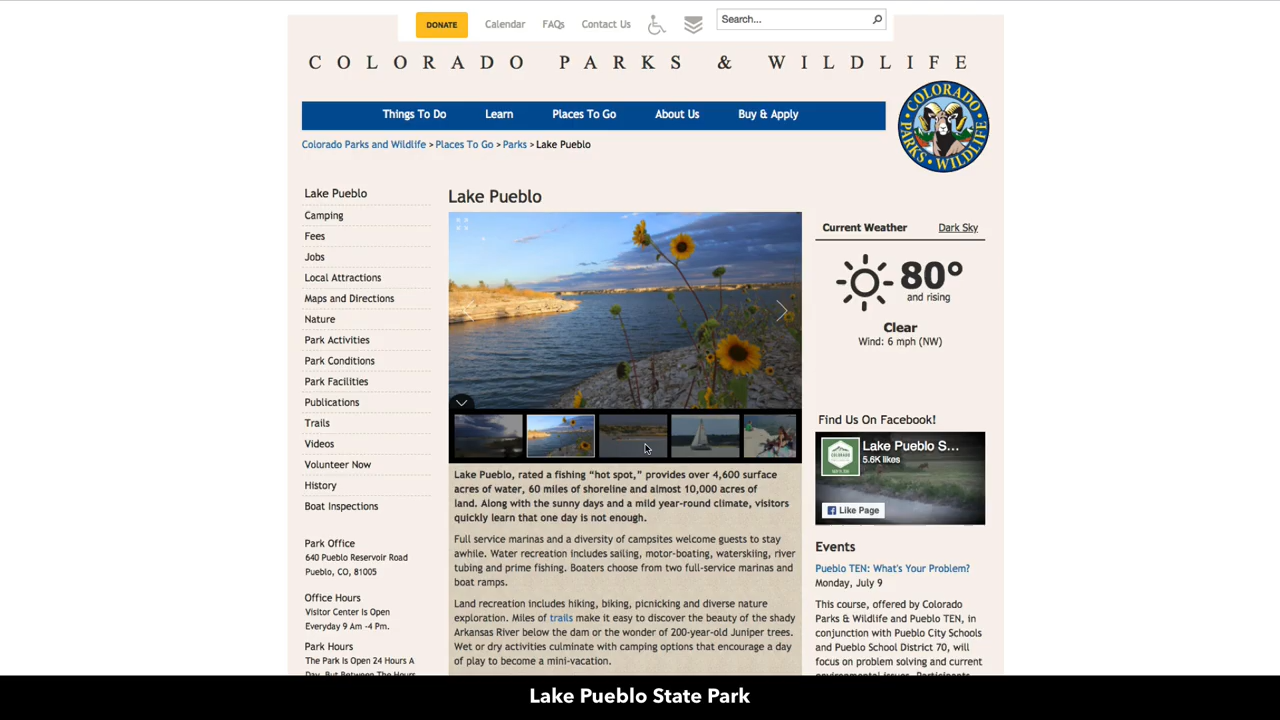 DONATE
Calendar
FAQs
Contact Us
Search...
COLORADO PARKS & WILDLIFE
Things To Do
Learn
Places To Go
About Us
Buy & Apply
COLORADO
PARKS & WILDLIFE
Colorado Parks and Wildlife > Places To Go > Parks > Lake Pueblo
Lake Pueblo
Camping
Fees
Jobs
Local Attractions
Maps and Directions
Nature
Park Activities
Park Conditions
Park Facilities
Publications
Trails
Videos
Volunteer Now
History
Boat Inspections
Park Office
640 Pueblo Reservoir Road
Pueblo, CO, 81005
Office Hours
Visitor Center Is Open
Everyday 9 Am -4 Pm.
Park Hours
The Park Is Open 24 Hours A
Day, But Between The Hours
Lake Pueblo
Lake Pueblo, rated a fishing “hot spot,” provides over 4,600 surface
acres of water, 60 miles of shoreline and almost 10,000 acres of
land. Along with the sunny days and a mild year-round climate, visitors
quickly learn that one day is not enough.
Full service marinas and a diversity of campsites welcome guests to stay
awhile. Water recreation includes sailing, motor-boating, waterskiing, river
tubing and prime fishing. Boaters choose from two full-service marinas and
boat ramps.
Land recreation includes hiking, biking, picnicking and diverse nature
exploration. Miles of trails make it easy to discover the beauty of the shady
Arkansas River below the dam or the wonder of 200-year-old Juniper trees.
Wet or dry activities culminate with camping options that encourage a day
of play to become a mini-vacation.
Current Weather
Dark Sky
80°
and rising
Clear
Wind: 6 mph (NW)
Find Us On Facebook!
Lake Pueblo S...
5.6K likes
Like Page
Events
Pueblo TEN: What's Your Problem?
Monday, July 9
This course, offered by Colorado
Parks & Wildlife and Pueblo TEN, in
conjunction with Pueblo City Schools
and Pueblo School District 70, will
focus on problem solving and current
environmental issues. Participants
Lake Pueblo State Park